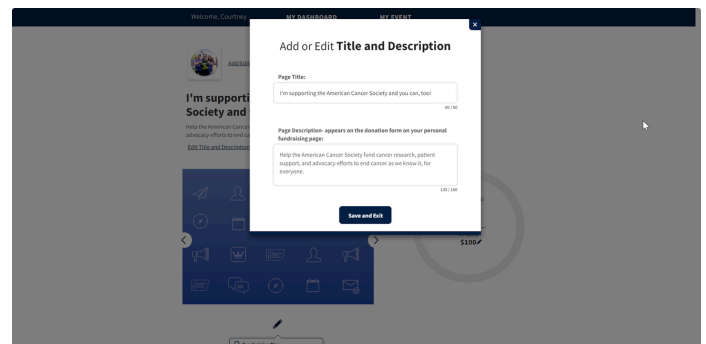 Welcome, Courtney MY DASHBOARD MY EVENT
x
Add or Edit Title and Description
Add Edit
Page Title:
I'm supporting the American Cancer Society and you can, too!
60 / 60
I'm supporti
Society and
Page Description- appears on the donation form on your personal
fundraising page:
Help the American Cancer
advocacy efforts to end ca
Edit Title and Description
Help the American Cancer Society fund cancer research, patient
support, and advocacy efforts to end cancer as we know it, for
everyone.
Save and Exit
$100